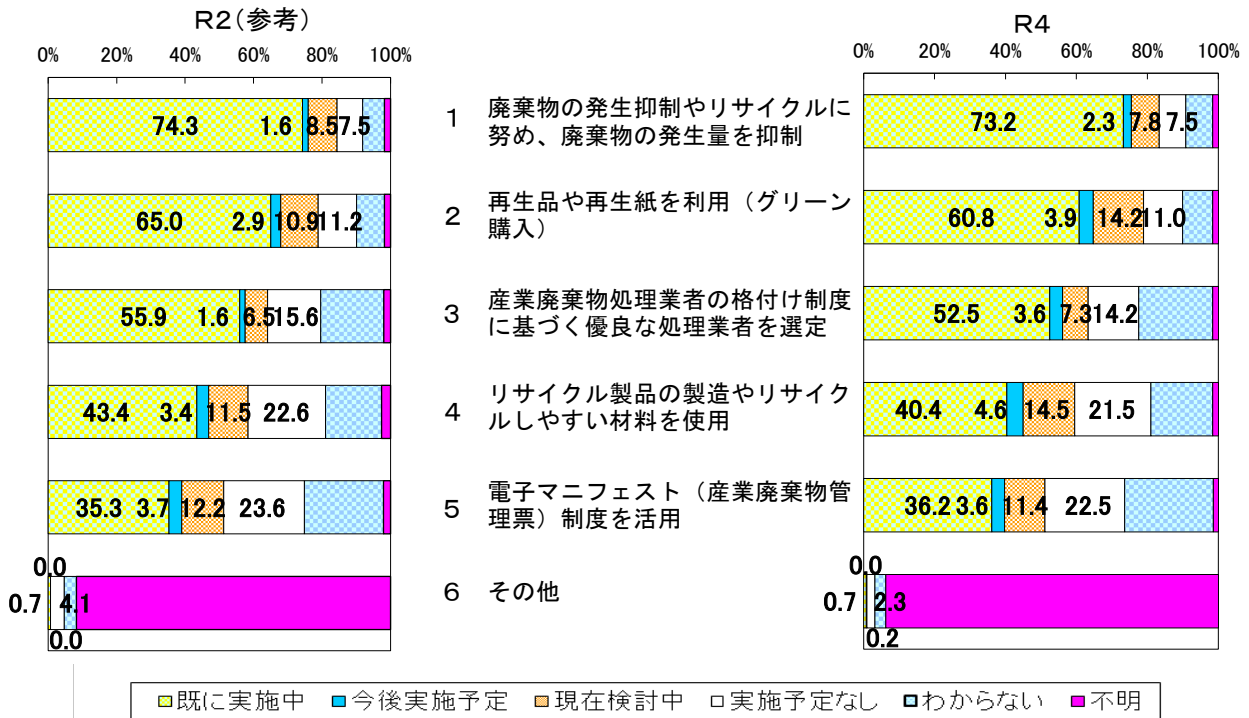 R2(参考)
0% 20% 40% 60% 80% 100%
R4
0% 20% 40% 60% 80% 100%
74.3 1.6 8.5 7.5
1 廃棄物の発生抑制やリサイクルに
努め、廃棄物の発生量を抑制
73.2 2.3 7.8 7.5
65.0 2.9 10.9 11.2
2 再生品や再生紙を利用（グリーン
購入）
60.8 3.9 14.2 11.0
55.9 1.6 6.5 15.6
3 産業廃棄物処理業者の格付け制度
に基づく優良な処理業者を選定
52.5 3.6 7.3 14.2
43.4 3.4 11.5 22.6
4 リサイクル製品の製造やリサイク
ルしやすい材料を使用
40.4 4.6 14.5 21.5
35.3 3.7 12.2 23.6
5 電子マニフェスト（産業廃棄物管
理票）制度を活用
36.2 3.6 11.4 22.5
0.0
0.7 4.1
0.0
6 その他
0.0
0.7 2.3
0.2
既に実施中 今後実施予定 現在検討中 実施予定なし わからない 不明